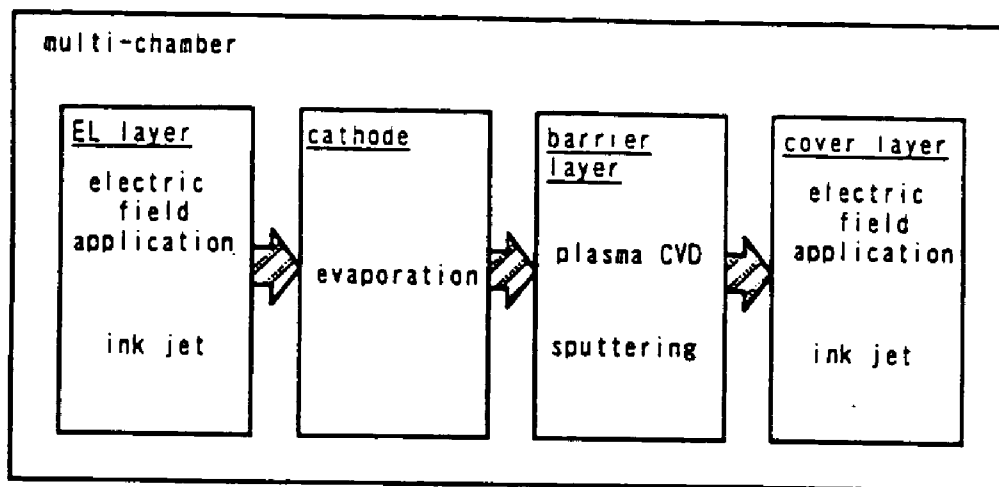 multi-chamber
EL layer
electric
field
application
ink jet
cathode
evaporation
barrier
layer
plasma CVD
sputtering
cover layer
electric
field
application
ink jet